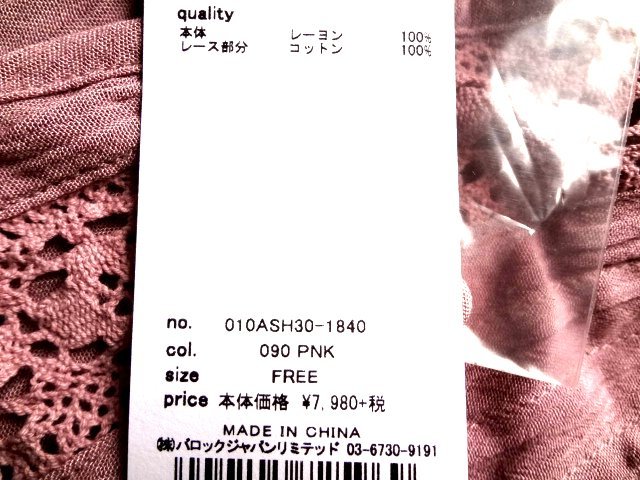 quality
本体 レーヨン 100%
レース部分 コットン 100%
no. 010ASH30-1840
col. 090 PNK
size FREE
price 本体価格 ¥7,980+税
MADE IN CHINA
(株)バロックジャパンリミテッド 03-6730-9191